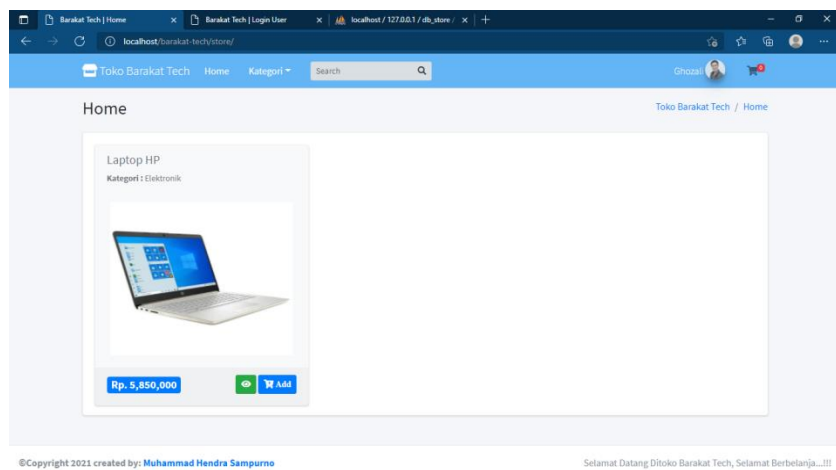 Barakat Tech | Home
Barakat Tech | Login User
localhost / 127.0.0.1 / db_store /
localhost/barakat-tech/store/
Toko Barakat Tech Home Kategori Search Ghozali 0
Home
Toko Barakat Tech / Home
Laptop HP
Kategori : Elektronik
Rp. 5,850,000
Add
©Copyright 2021 created by: Muhammad Hendra Sampurno
Selamat Datang Ditoko Barakat Tech, Selamat Berbelanja...!!!